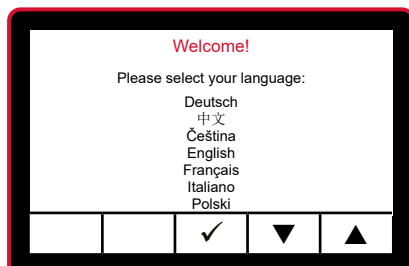 Welcome!
Please select your language:
Deutsch
中文
Čeština
English
Français
Italiano
Polski